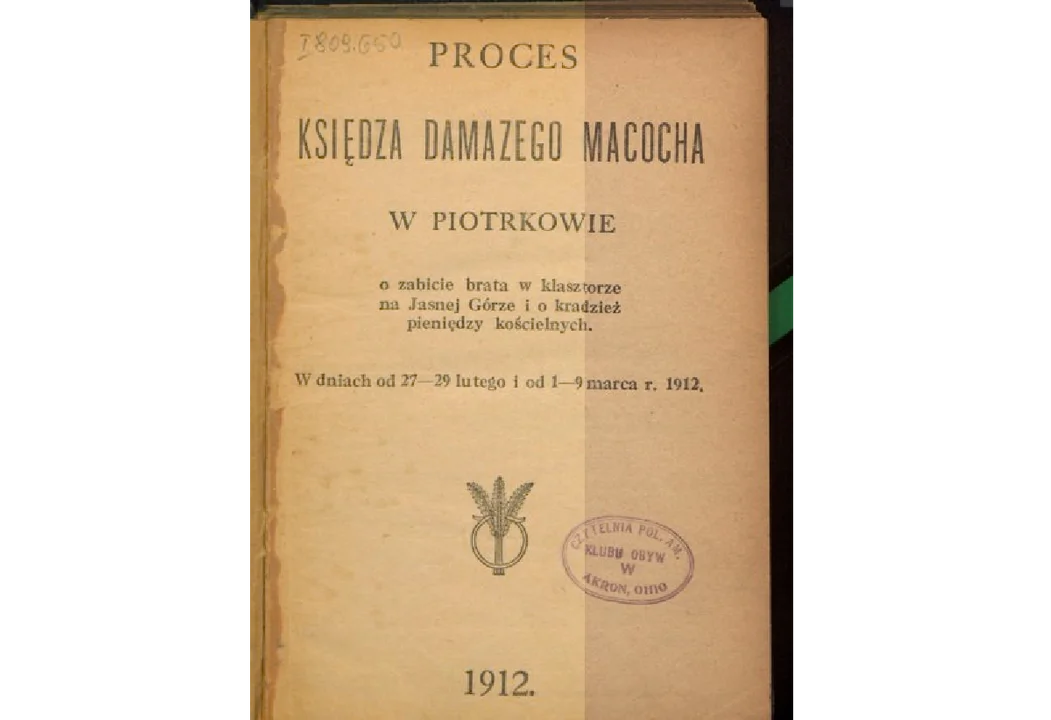 I 809.650
PROCES
KSIĘDZA DAMAZEGO MACOCHA
W PIOTRKOWIE
o zabicie brata w klasztorze
na Jasnej Górze i o kradzież
pieniędzy kościelnych.
W dniach od 27—29 lutego i od 1—9 marca r. 1912.
CZYTELNIA POL. AM.
KLUBU OBYW
W
AKRON, OHIO
1912.